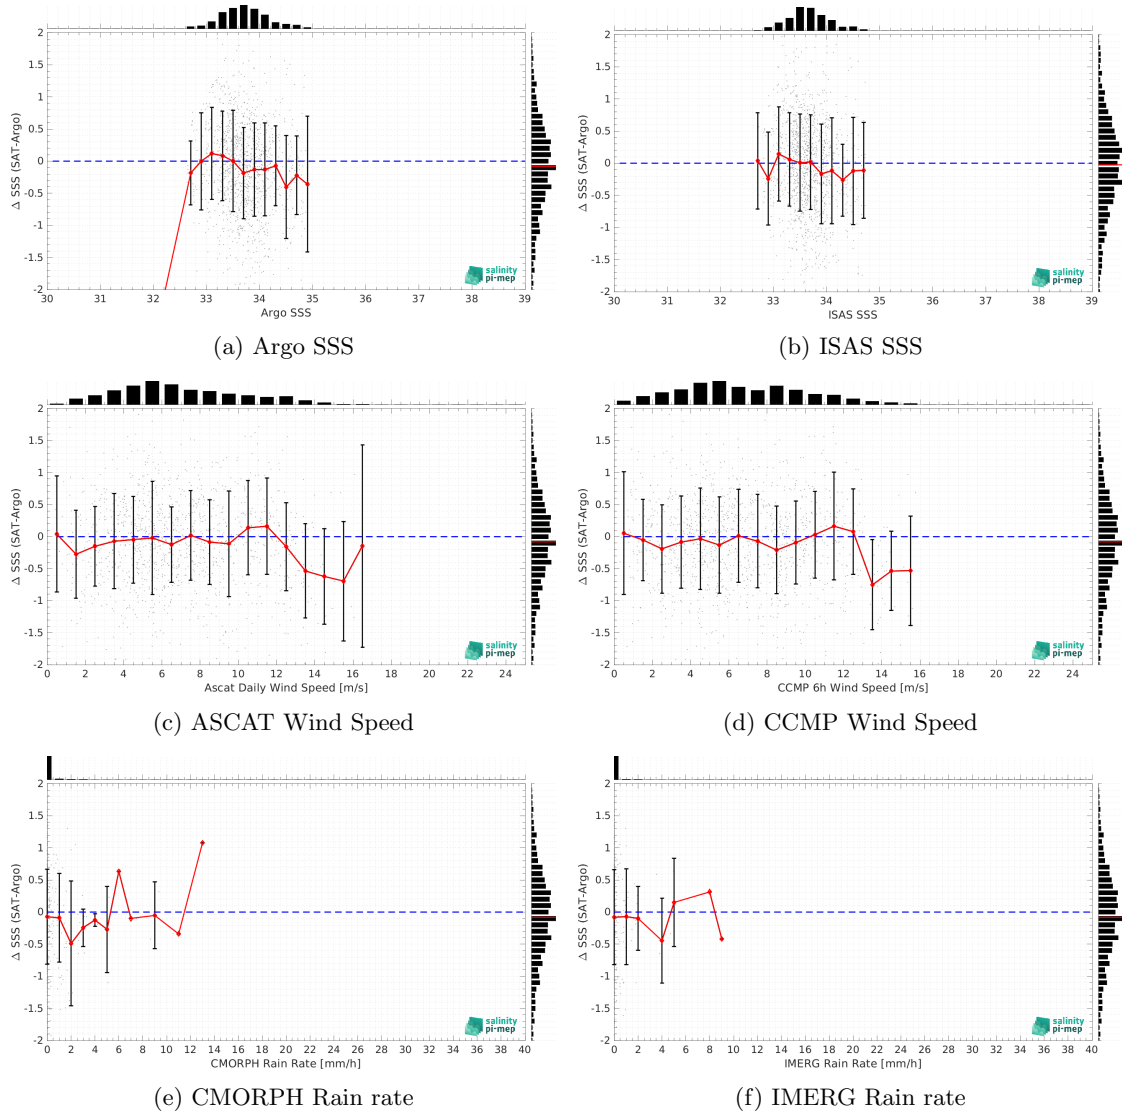 2
1.5
1
0.5
0
-0.5
-1
-1.5
-2
Δ SSS (SAT-Argo)
30 31 32 33 34 35 36 37 38 39
Argo SSS
salinity
pi-mep
(a) Argo SSS
2
1.5
1
0.5
0
-0.5
-1
-1.5
-2
Δ SSS (SAT-Argo)
30 31 32 33 34 35 36 37 38 39
ISAS SSS
salinity
pi-mep
(b) ISAS SSS
2
1.5
1
0.5
0
-0.5
-1
-1.5
-2
Δ SSS (SAT-Argo)
0 2 4 6 8 10 12 14 16 18 20 22 24
Ascat Daily Wind Speed [m/s]
salinity
pi-mep
(c) ASCAT Wind Speed
2
1.5
1
0.5
0
-0.5
-1
-1.5
-2
Δ SSS (SAT-Argo)
0 2 4 6 8 10 12 14 16 18 20 22 24
CCMP 6h Wind Speed [m/s]
salinity
pi-mep
(d) CCMP Wind Speed
2
1.5
1
0.5
0
-0.5
-1
-1.5
-2
Δ SSS (SAT-Argo)
0 2 4 6 8 10 12 14 16 18 20 22 24 26 28 30 32 34 36 38 40
CMORPH Rain Rate [mm/h]
salinity
pi-mep
(e) CMORPH Rain rate
2
1.5
1
0.5
0
-0.5
-1
-1.5
-2
Δ SSS (SAT-Argo)
0 2 4 6 8 10 12 14 16 18 20 22 24 26 28 30 32 34 36 38 40
IMERG Rain Rate [mm/h]
salinity
pi-mep
(f) IMERG Rain rate